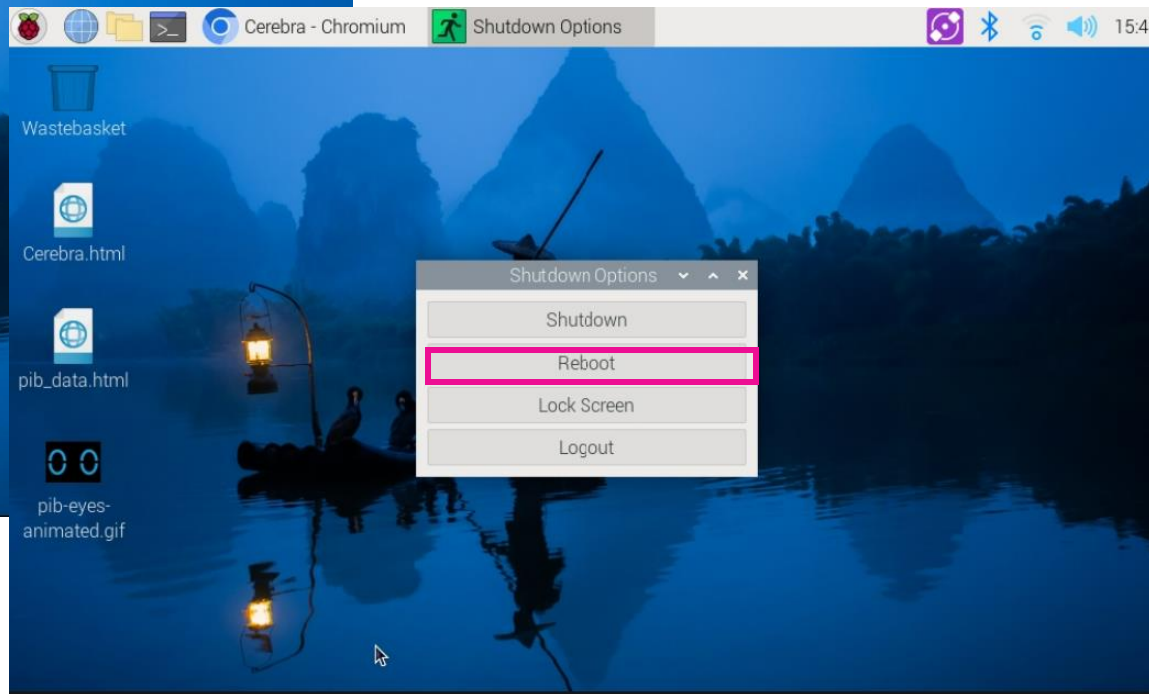 Cerebra - Chromium
Shutdown Options
15:4
Wastebasket
Cerebra.html
pib_data.html
pib-eyes-
animated.gif
Shutdown Options
Shutdown
Reboot
Lock Screen
Logout